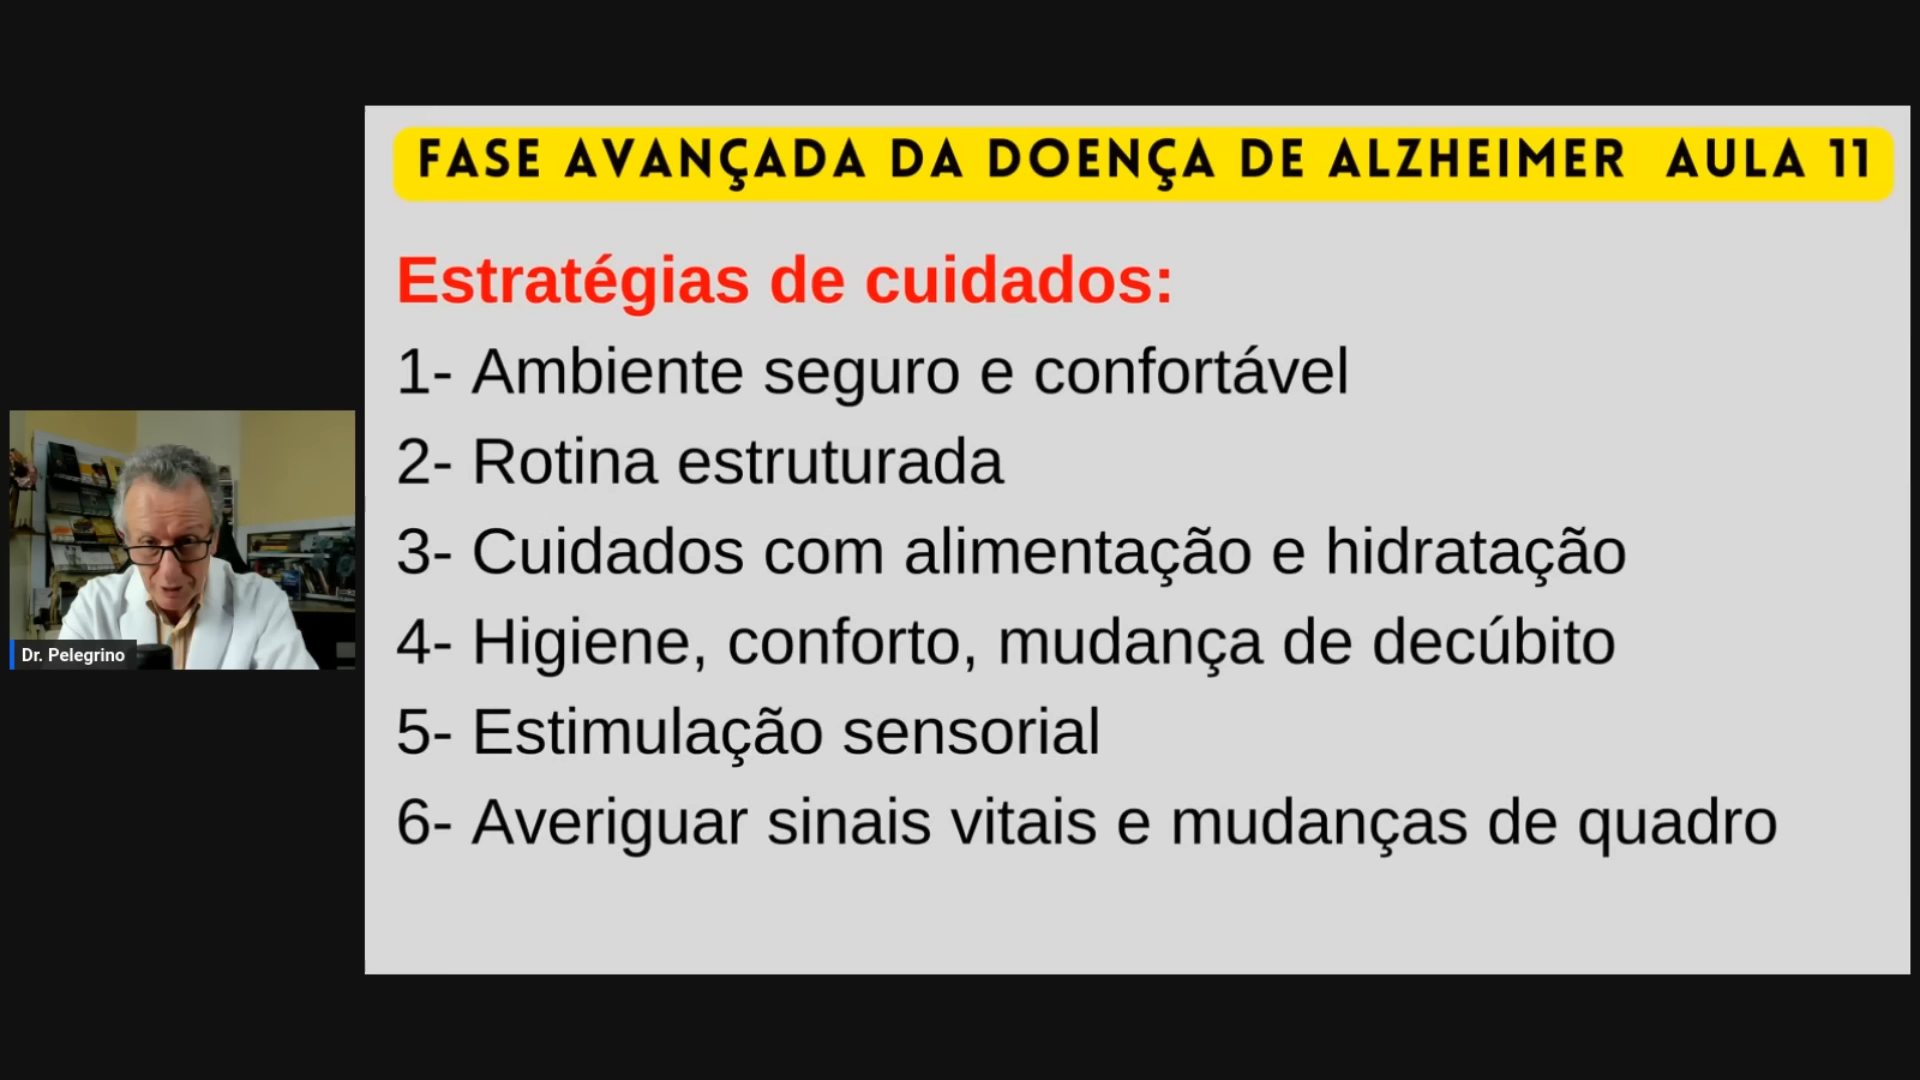 FASE AVANÇADA DA DOENÇA DE ALZHEIMER AULA 11
Estratégias de cuidados:
1- Ambiente seguro e confortável
2- Rotina estruturada
3- Cuidados com alimentação e hidratação
4- Higiene, conforto, mudança de decúbito
5- Estimulação sensorial
6- Averiguar sinais vitais e mudanças de quadro
Dr. Pelegrino